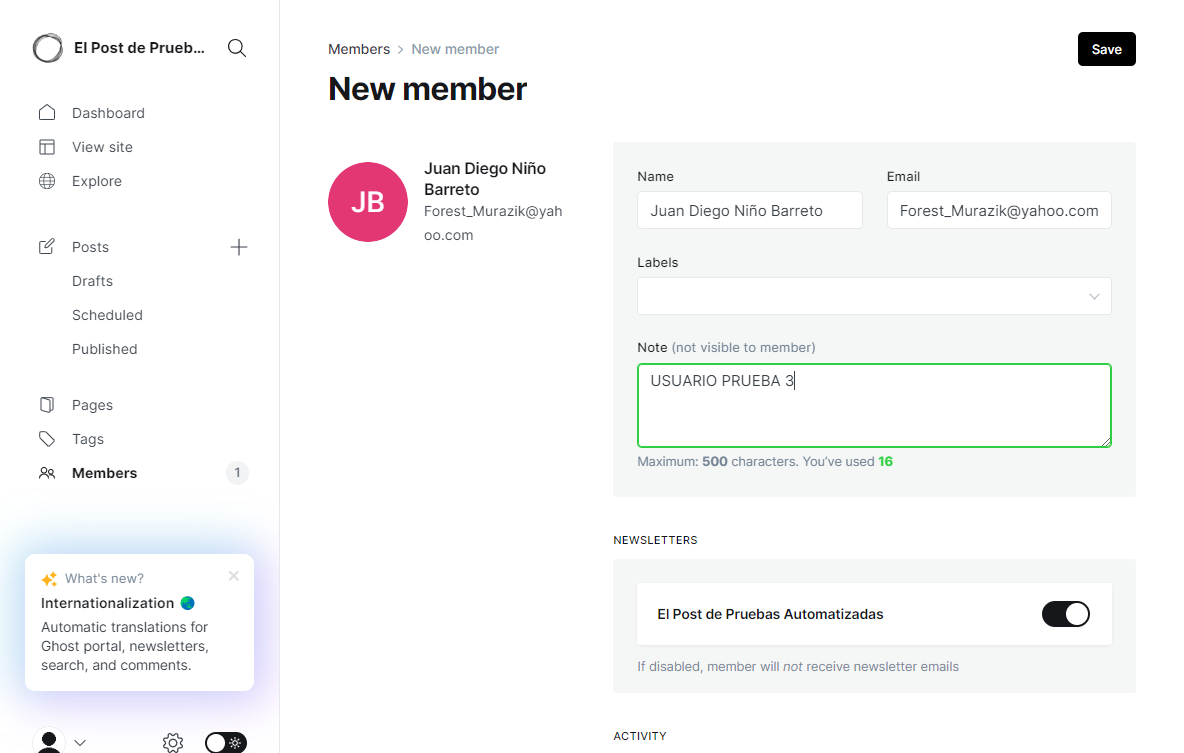 El Post de Prueb...
Dashboard
View site
Explore
Posts
Drafts
Scheduled
Published
Pages
Tags
Members 1
What's new?
Internationalization
Automatic translations for
Ghost portal, newsletters,
search, and comments.
Members > New member
Save
New member
JB
Juan Diego Niño
Barreto
Forest_Murazik@yah
oo.com
Name
Juan Diego Niño Barreto
Email
Forest_Murazik@yahoo.com
Labels
Note (not visible to member)
USUARIO PRUEBA 3
Maximum: 500 characters. You've used 16
NEWSLETTERS
El Post de Pruebas Automatizadas
If disabled, member will not receive newsletter emails
ACTIVITY